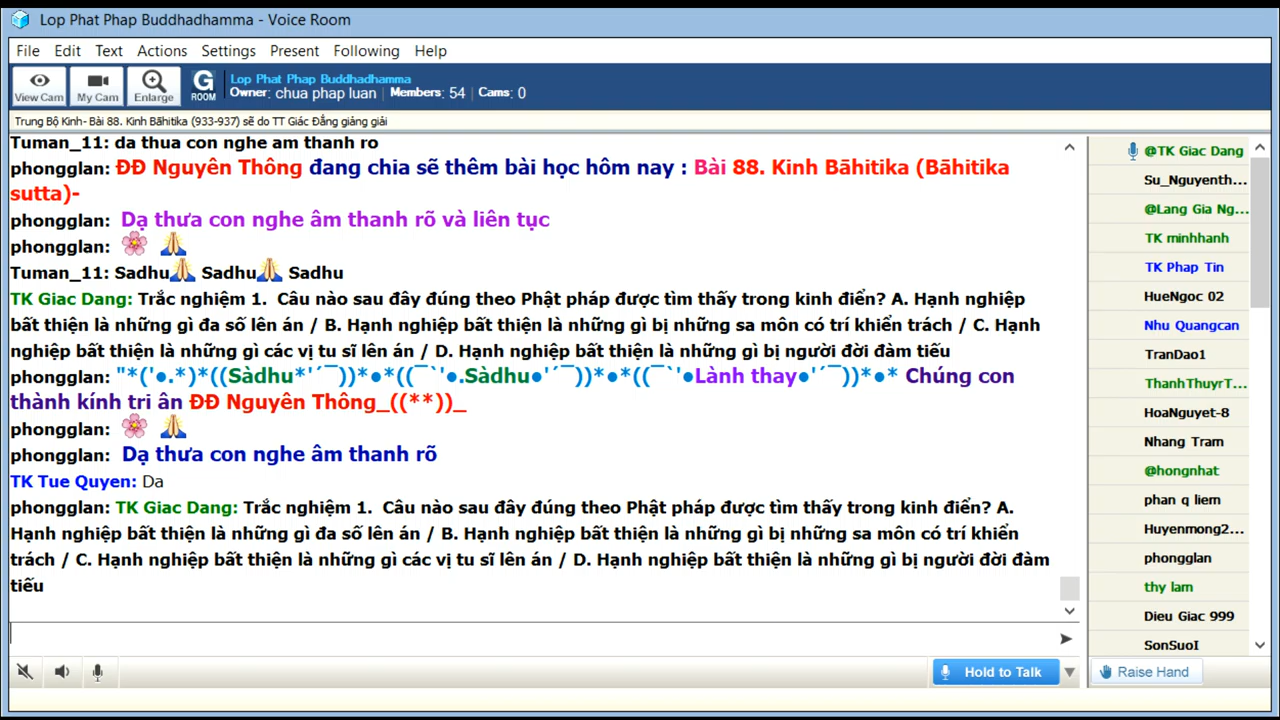 Lop Phat Phap Buddhadhamma - Voice Room
File Edit Text Actions Settings Present Following Help
View Cam My Cam Enlarge G ROOM
Lop Phat Phap Buddhadhamma
Owner: chua phap luan Members: 54 Cams: 0
Trung Bộ Kinh- Bài 88. Kinh Bāhitika (933-937) sẽ do TT Giác Đẳng giảng giải
Tuman_11: da thua con nghe am thanh ro
phongglan: ĐĐ Nguyên Thông đang chia sẽ thêm bài học hôm nay : Bài 88. Kinh Bāhitika (Bāhitika
sutta)-
phongglan: Dạ thưa con nghe âm thanh rõ và liên tục
phongglan: 🌸 🙏
Tuman_11: Sadhu🙏 Sadhu🙏 Sadhu
TK Giac Dang: Trắc nghiệm 1. Câu nào sau đây đúng theo Phật pháp được tìm thấy trong kinh điển? A. Hạnh nghiệp
bất thiện là những gì đa số lên án / B. Hạnh nghiệp bất thiện là những gì bị những sa môn có trí khiển trách / C. Hạnh
nghiệp bất thiện là những gì các vị tu sĩ lên án / D. Hạnh nghiệp bất thiện là những gì bị người đời đàm tiếu
phongglan: "*('●.*)*((Sàdhu*'´¯))*●*((¯`'●.Sàdhu●'´¯))*●*((¯`'●Lành thay●'´¯))*●* Chúng con
thành kính tri ân ĐĐ Nguyên Thông_((**))_
phongglan: 🌸 🙏
phongglan: Dạ thưa con nghe âm thanh rõ
TK Tue Quyen: Da
phongglan: TK Giac Dang: Trắc nghiệm 1. Câu nào sau đây đúng theo Phật pháp được tìm thấy trong kinh điển? A.
Hạnh nghiệp bất thiện là những gì đa số lên án / B. Hạnh nghiệp bất thiện là những gì bị những sa môn có trí khiển
trách / C. Hạnh nghiệp bất thiện là những gì các vị tu sĩ lên án / D. Hạnh nghiệp bất thiện là những gì bị người đời đàm
tiếu
@TK Giac Dang
Su_Nguyenth...
@Lang Gia Ng...
TK minhhanh
TK Phap Tin
HueNgoc 02
Nhu Quangcan
TranDao1
ThanhThuyrT...
HoaNguyet-8
Nhang Tram
@hongnhat
phan q liem
Huyenmong2...
phongglan
thy lam
Dieu Giac 999
SonSuoI
Hold to Talk
Raise Hand